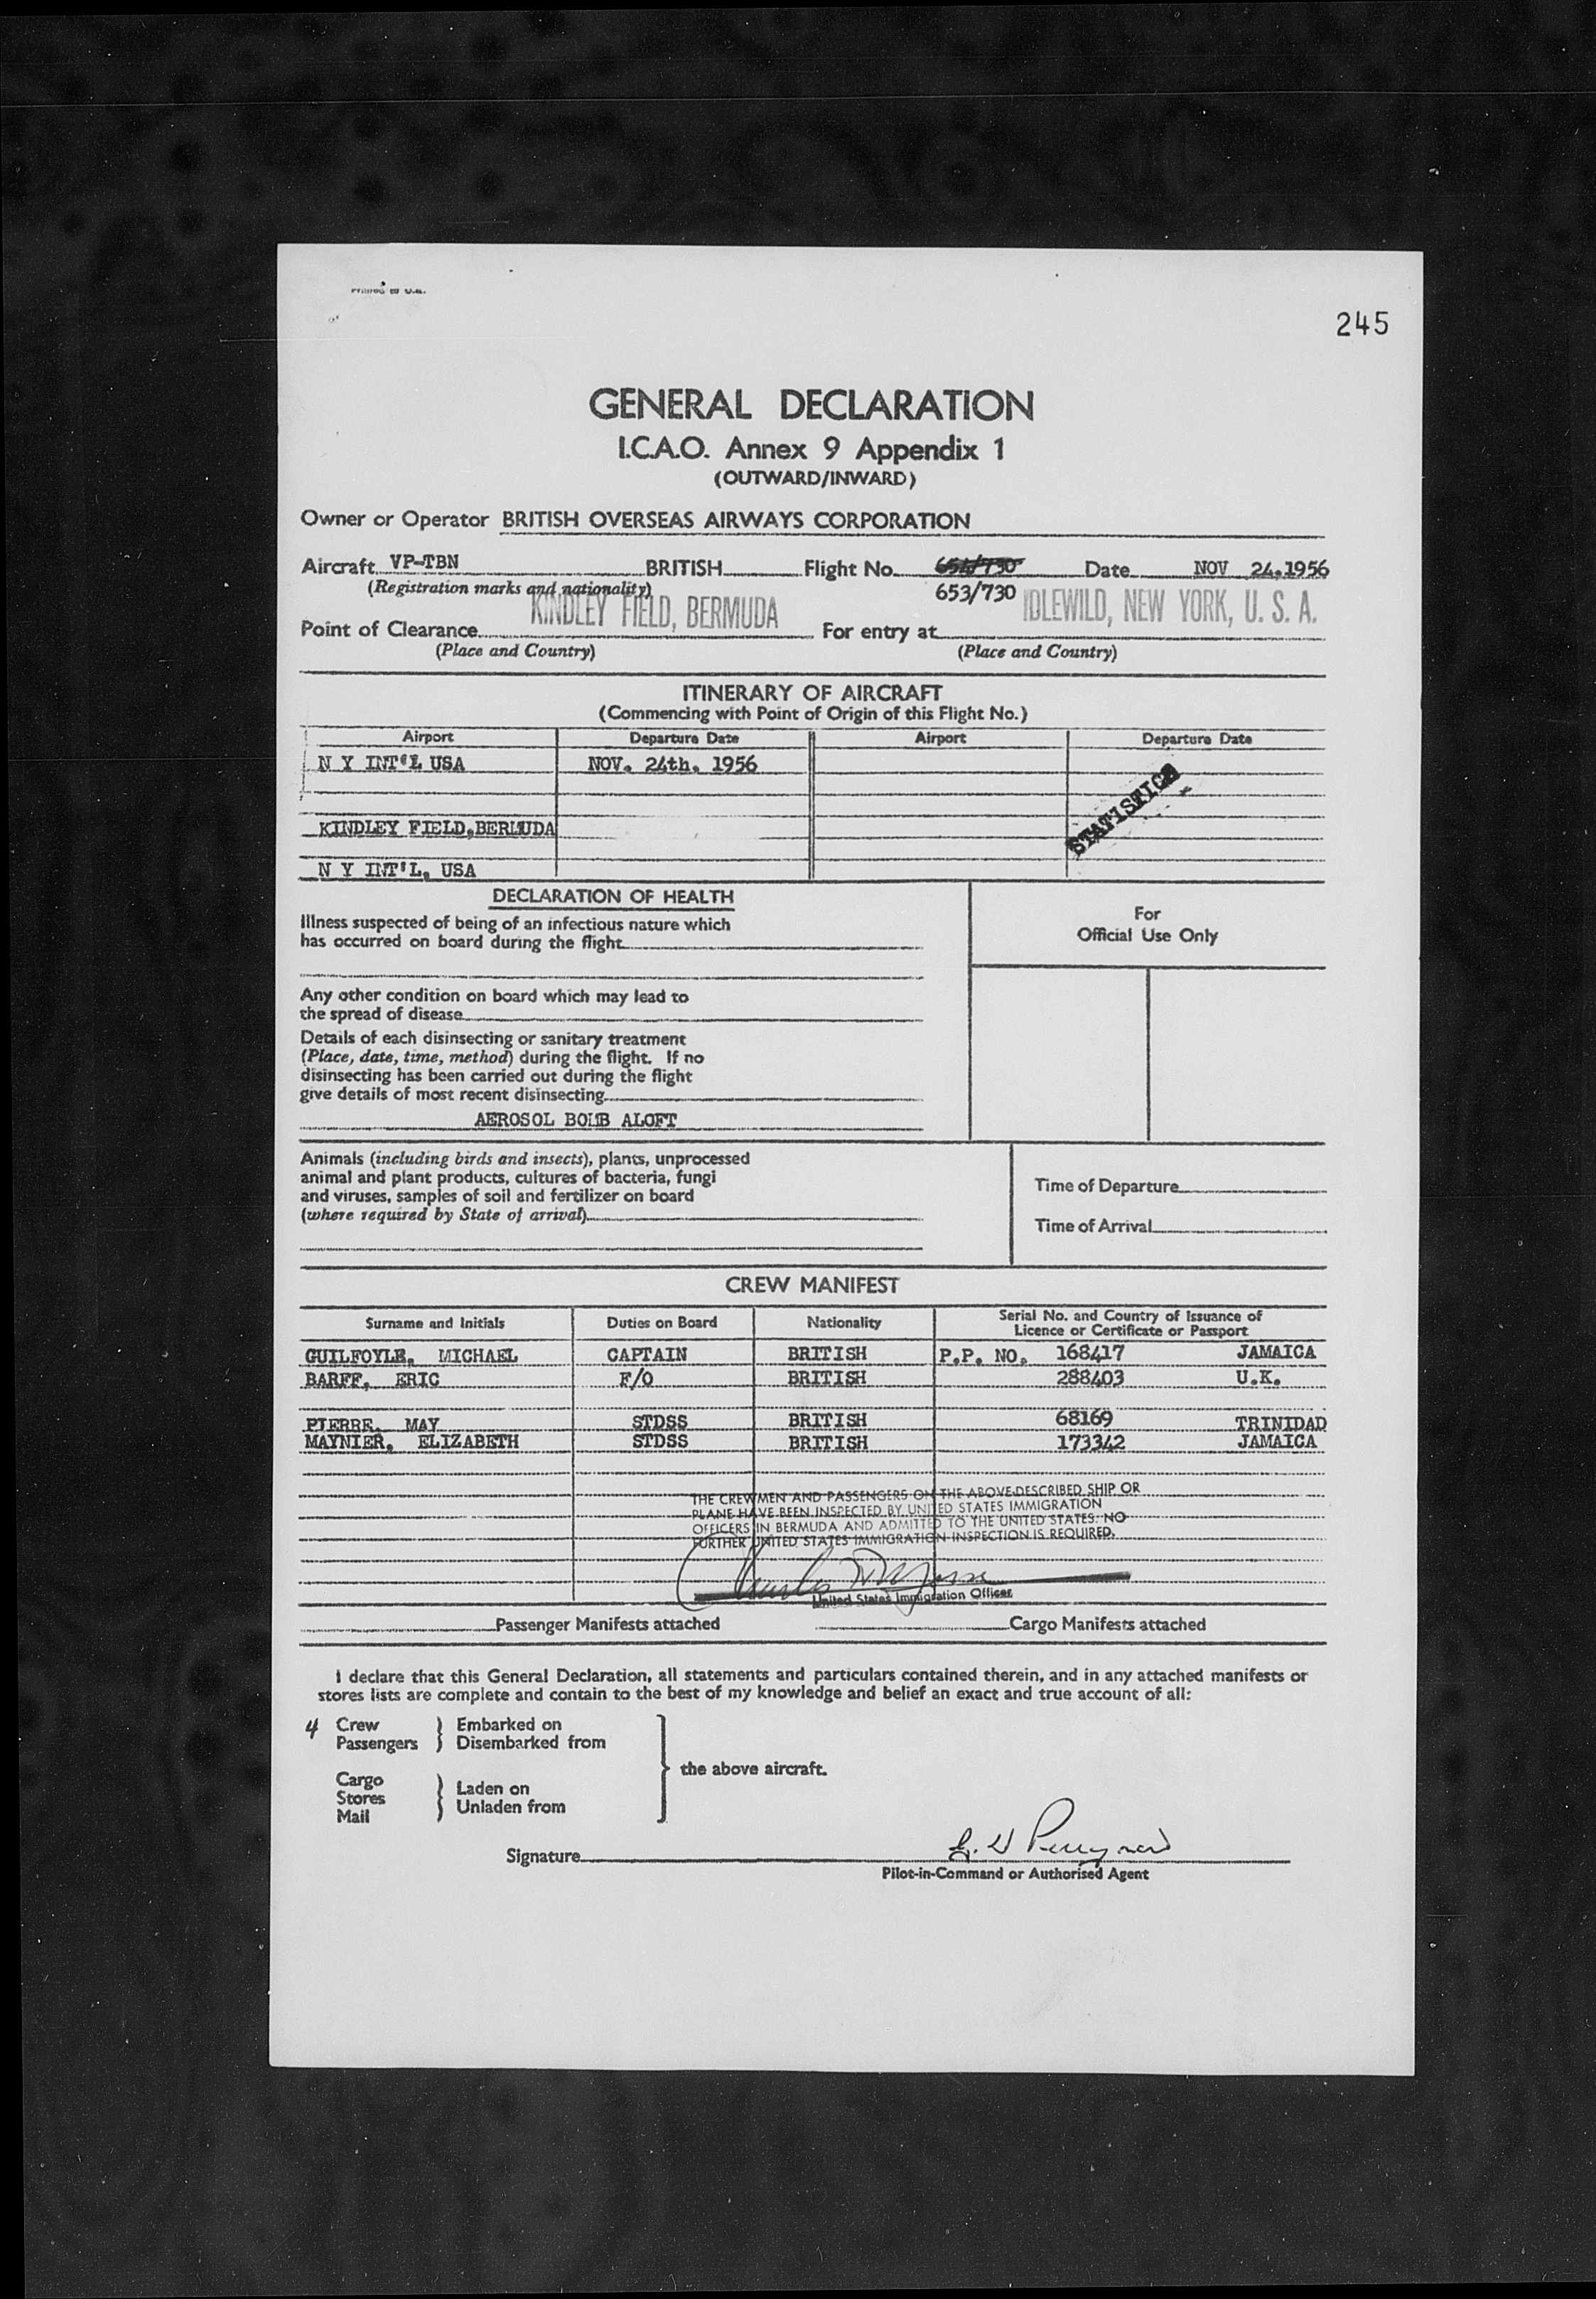 Printed in U.K.
245
GENERAL DECLARATION
I.C.A.O. Annex 9 Appendix 1
(OUTWARD/INWARD)
Owner or Operator BRITISH OVERSEAS AIRWAYS CORPORATION
Aircraft VP-TBN BRITISH Flight No. 654/730 Date NOV 24.1956
(Registration marks and nationality) 653/730
Point of Clearance KINDLEY FIELD, BERMUDA For entry at IDLEWILD, NEW YORK, U. S. A.
(Place and Country) (Place and Country)
ITINERARY OF AIRCRAFT
(Commencing with Point of Origin of this Flight No.)
Airport Departure Date Airport Departure Date
N Y INT'L USA NOV. 24th. 1956
STATISTICS
KINDLEY FIELD,BERMUDA
N Y INT'L, USA
DECLARATION OF HEALTH
Illness suspected of being of an infectious nature which
has occurred on board during the flight
For
Official Use Only
Any other condition on board which may lead to
the spread of disease
Details of each disinsecting or sanitary treatment
(Place, date, time, method) during the flight. If no
disinsecting has been carried out during the flight
give details of most recent disinsecting
AEROSOL BOMB ALOFT
Animals (including birds and insects), plants, unprocessed
animal and plant products, cultures of bacteria, fungi
and viruses, samples of soil and fertilizer on board
(where required by State of arrival)
Time of Departure
Time of Arrival
CREW MANIFEST
Surname and Initials Duties on Board Nationality Serial No. and Country of Issuance of
Licence or Certificate or Passport
GUILFOYLE, MICHAEL CAPTAIN BRITISH P.P. NO. 168417 JAMAICA
BARFF, ERIC F/O BRITISH 288403 U.K.
PIERRE, MAY STDSS BRITISH 68169 TRINIDAD
MAYNIER, ELIZABETH STDSS BRITISH 173342 JAMAICA
THE CREWMEN AND PASSENGERS ON THE ABOVE-DESCRIBED SHIP OR
PLANE HAVE BEEN INSPECTED BY UNITED STATES IMMIGRATION
OFFICERS IN BERMUDA AND ADMITTED TO THE UNITED STATES. NO
FURTHER UNITED STATES IMMIGRATION INSPECTION IS REQUIRED.
Charles
United States Immigration Officer
Passenger Manifests attached Cargo Manifests attached
I declare that this General Declaration, all statements and particulars contained therein, and in any attached manifests or
stores lists are complete and contain to the best of my knowledge and belief an exact and true account of all:
4 Crew Embarked on
Passengers Disembarked from
the above aircraft.
Cargo
Stores Laden on
Mail Unladen from
Signature
Pilot-in-Command or Authorised Agent